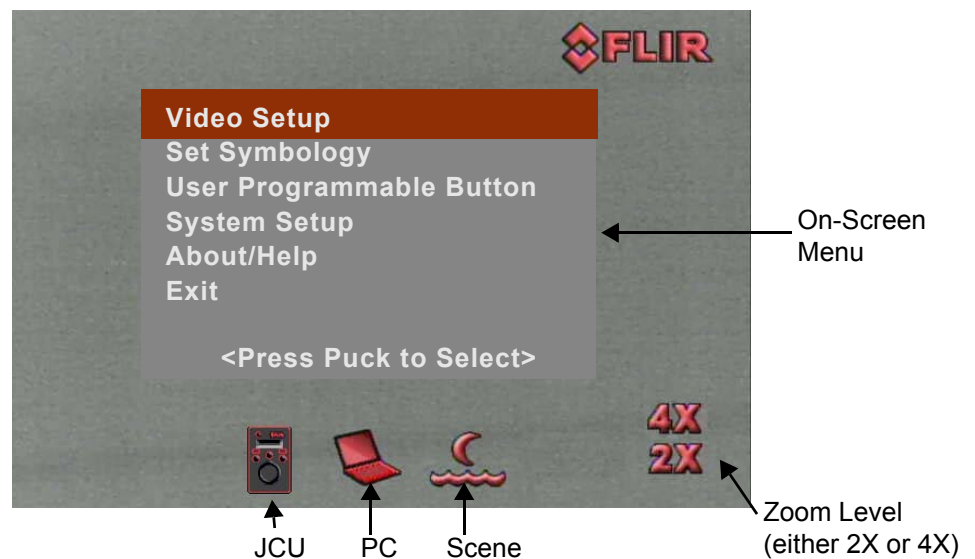 FLIR
Video Setup
Set Symbology
User Programmable Button
System Setup
About/Help
Exit
<Press Puck to Select>
On-Screen
Menu
4X
2X
JCU
PC
Scene
Zoom Level
(either 2X or 4X)